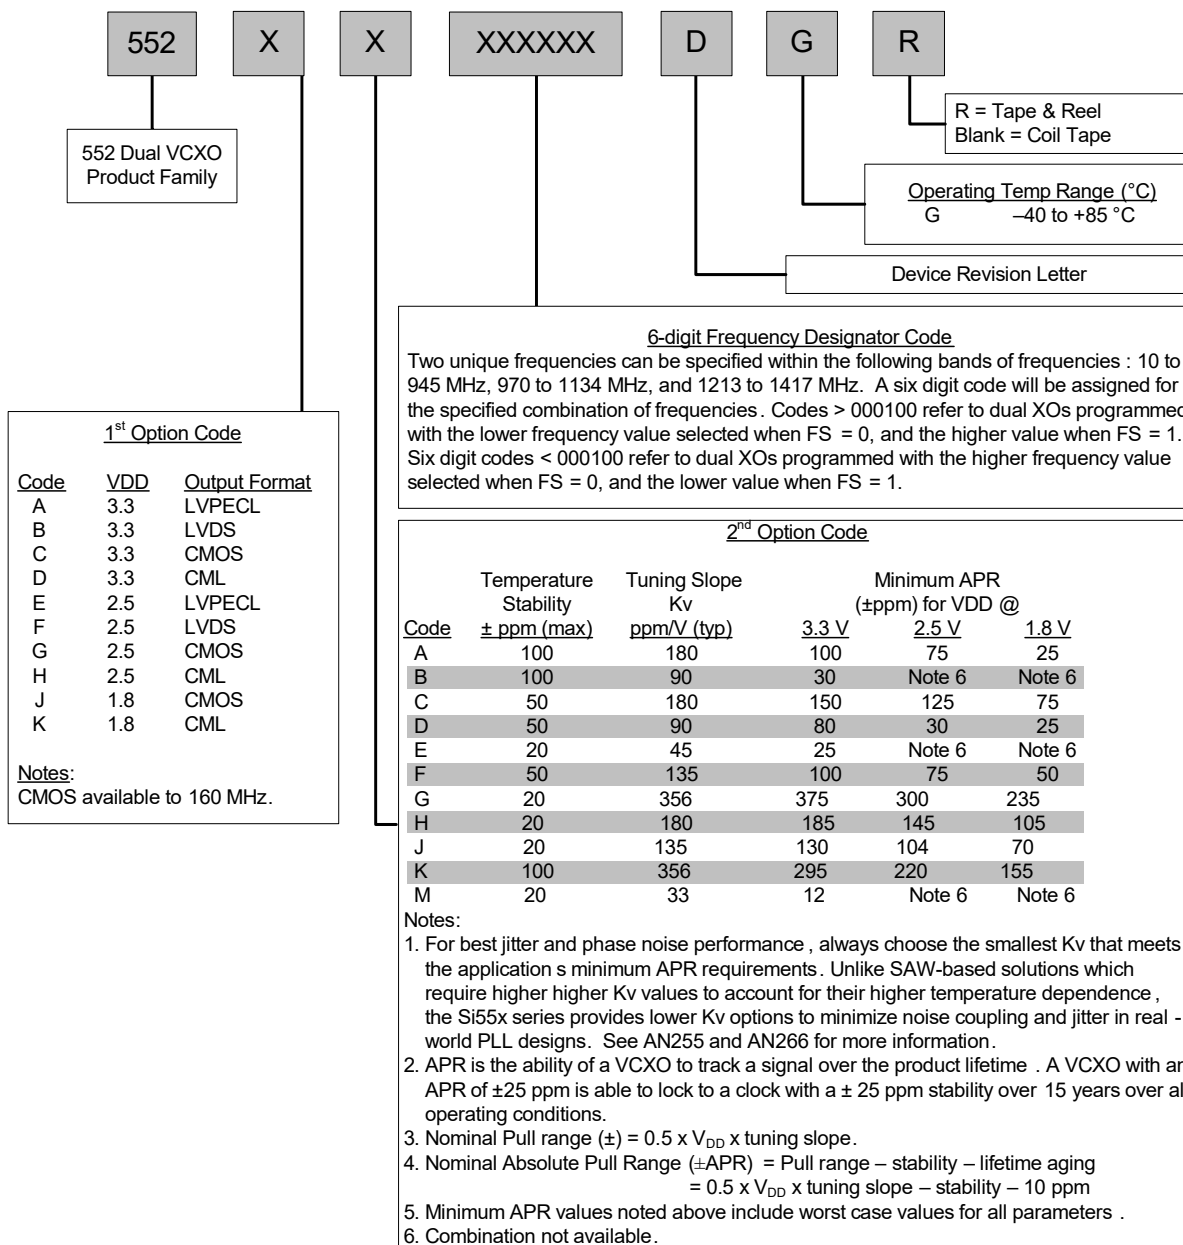 552 X X XXXXXX D G R
R = Tape & Reel
Blank = Coil Tape
552 Dual VCXO
Product Family
Operating Temp Range (°C)
G –40 to +85 °C
Device Revision Letter
6-digit Frequency Designator Code
Two unique frequencies can be specified within the following bands of frequencies : 10 to
945 MHz, 970 to 1134 MHz, and 1213 to 1417 MHz. A six digit code will be assigned for
the specified combination of frequencies. Codes > 000100 refer to dual XOs programmed
with the lower frequency value selected when FS = 0, and the higher value when FS = 1.
Six digit codes < 000100 refer to dual XOs programmed with the higher frequency value
selected when FS = 0, and the lower value when FS = 1.
1st Option Code
Code VDD Output Format
A 3.3 LVPECL
B 3.3 LVDS
C 3.3 CMOS
D 3.3 CML
E 2.5 LVPECL
F 2.5 LVDS
G 2.5 CMOS
H 2.5 CML
J 1.8 CMOS
K 1.8 CML
Notes:
CMOS available to 160 MHz.
2nd Option Code
Temperature Tuning Slope Minimum APR
Stability Kv (±ppm) for VDD @
Code ± ppm (max) ppm/V (typ) 3.3 V 2.5 V 1.8 V
A 100 180 100 75 25
B 100 90 30 Note 6 Note 6
C 50 180 150 125 75
D 50 90 80 30 25
E 20 45 25 Note 6 Note 6
F 50 135 100 75 50
G 20 356 375 300 235
H 20 180 185 145 105
J 20 135 130 104 70
K 100 356 295 220 155
M 20 33 12 Note 6 Note 6
Notes:
1. For best jitter and phase noise performance , always choose the smallest Kv that meets
the application s minimum APR requirements. Unlike SAW-based solutions which
require higher higher Kv values to account for their higher temperature dependence ,
the Si55x series provides lower Kv options to minimize noise coupling and jitter in real -
world PLL designs. See AN255 and AN266 for more information.
2. APR is the ability of a VCXO to track a signal over the product lifetime . A VCXO with an
APR of ±25 ppm is able to lock to a clock with a ± 25 ppm stability over 15 years over al
operating conditions.
3. Nominal Pull range (±) = 0.5 x VDD x tuning slope.
4. Nominal Absolute Pull Range (±APR) = Pull range – stability – lifetime aging
= 0.5 x VDD x tuning slope – stability – 10 ppm
5. Minimum APR values noted above include worst case values for all parameters .
6. Combination not available.